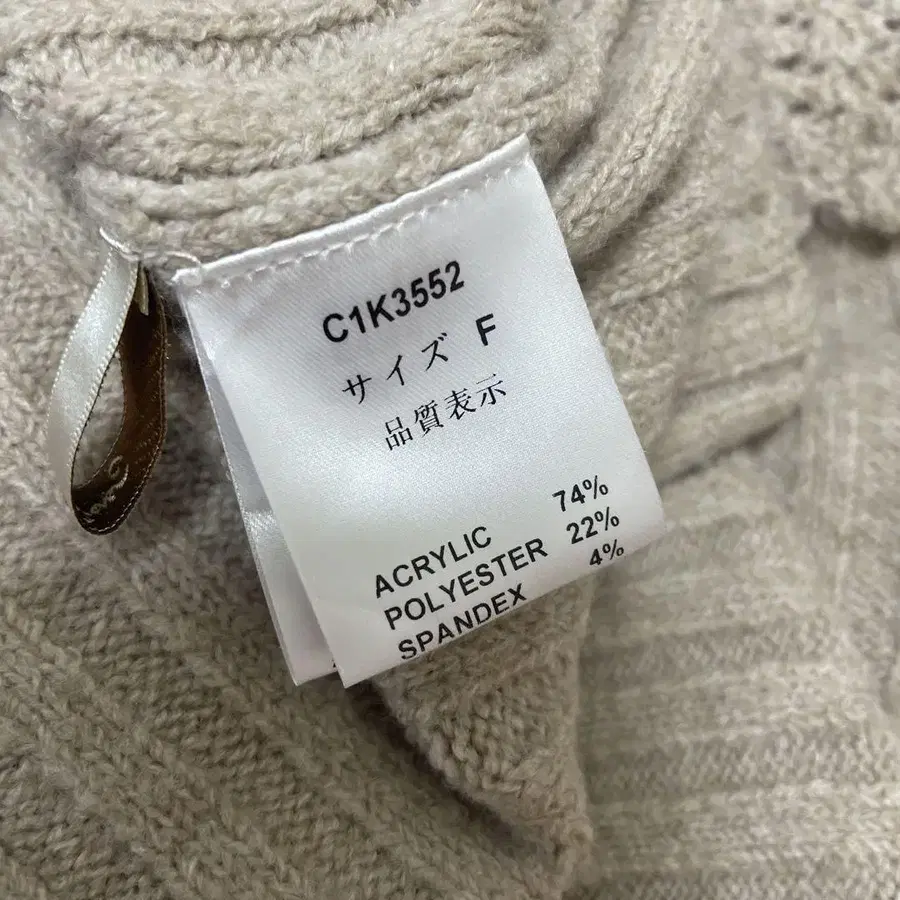 C1K3552
サイズ F
品質表示
ACRYLIC 74%
POLYESTER 22%
SPANDEX 4%